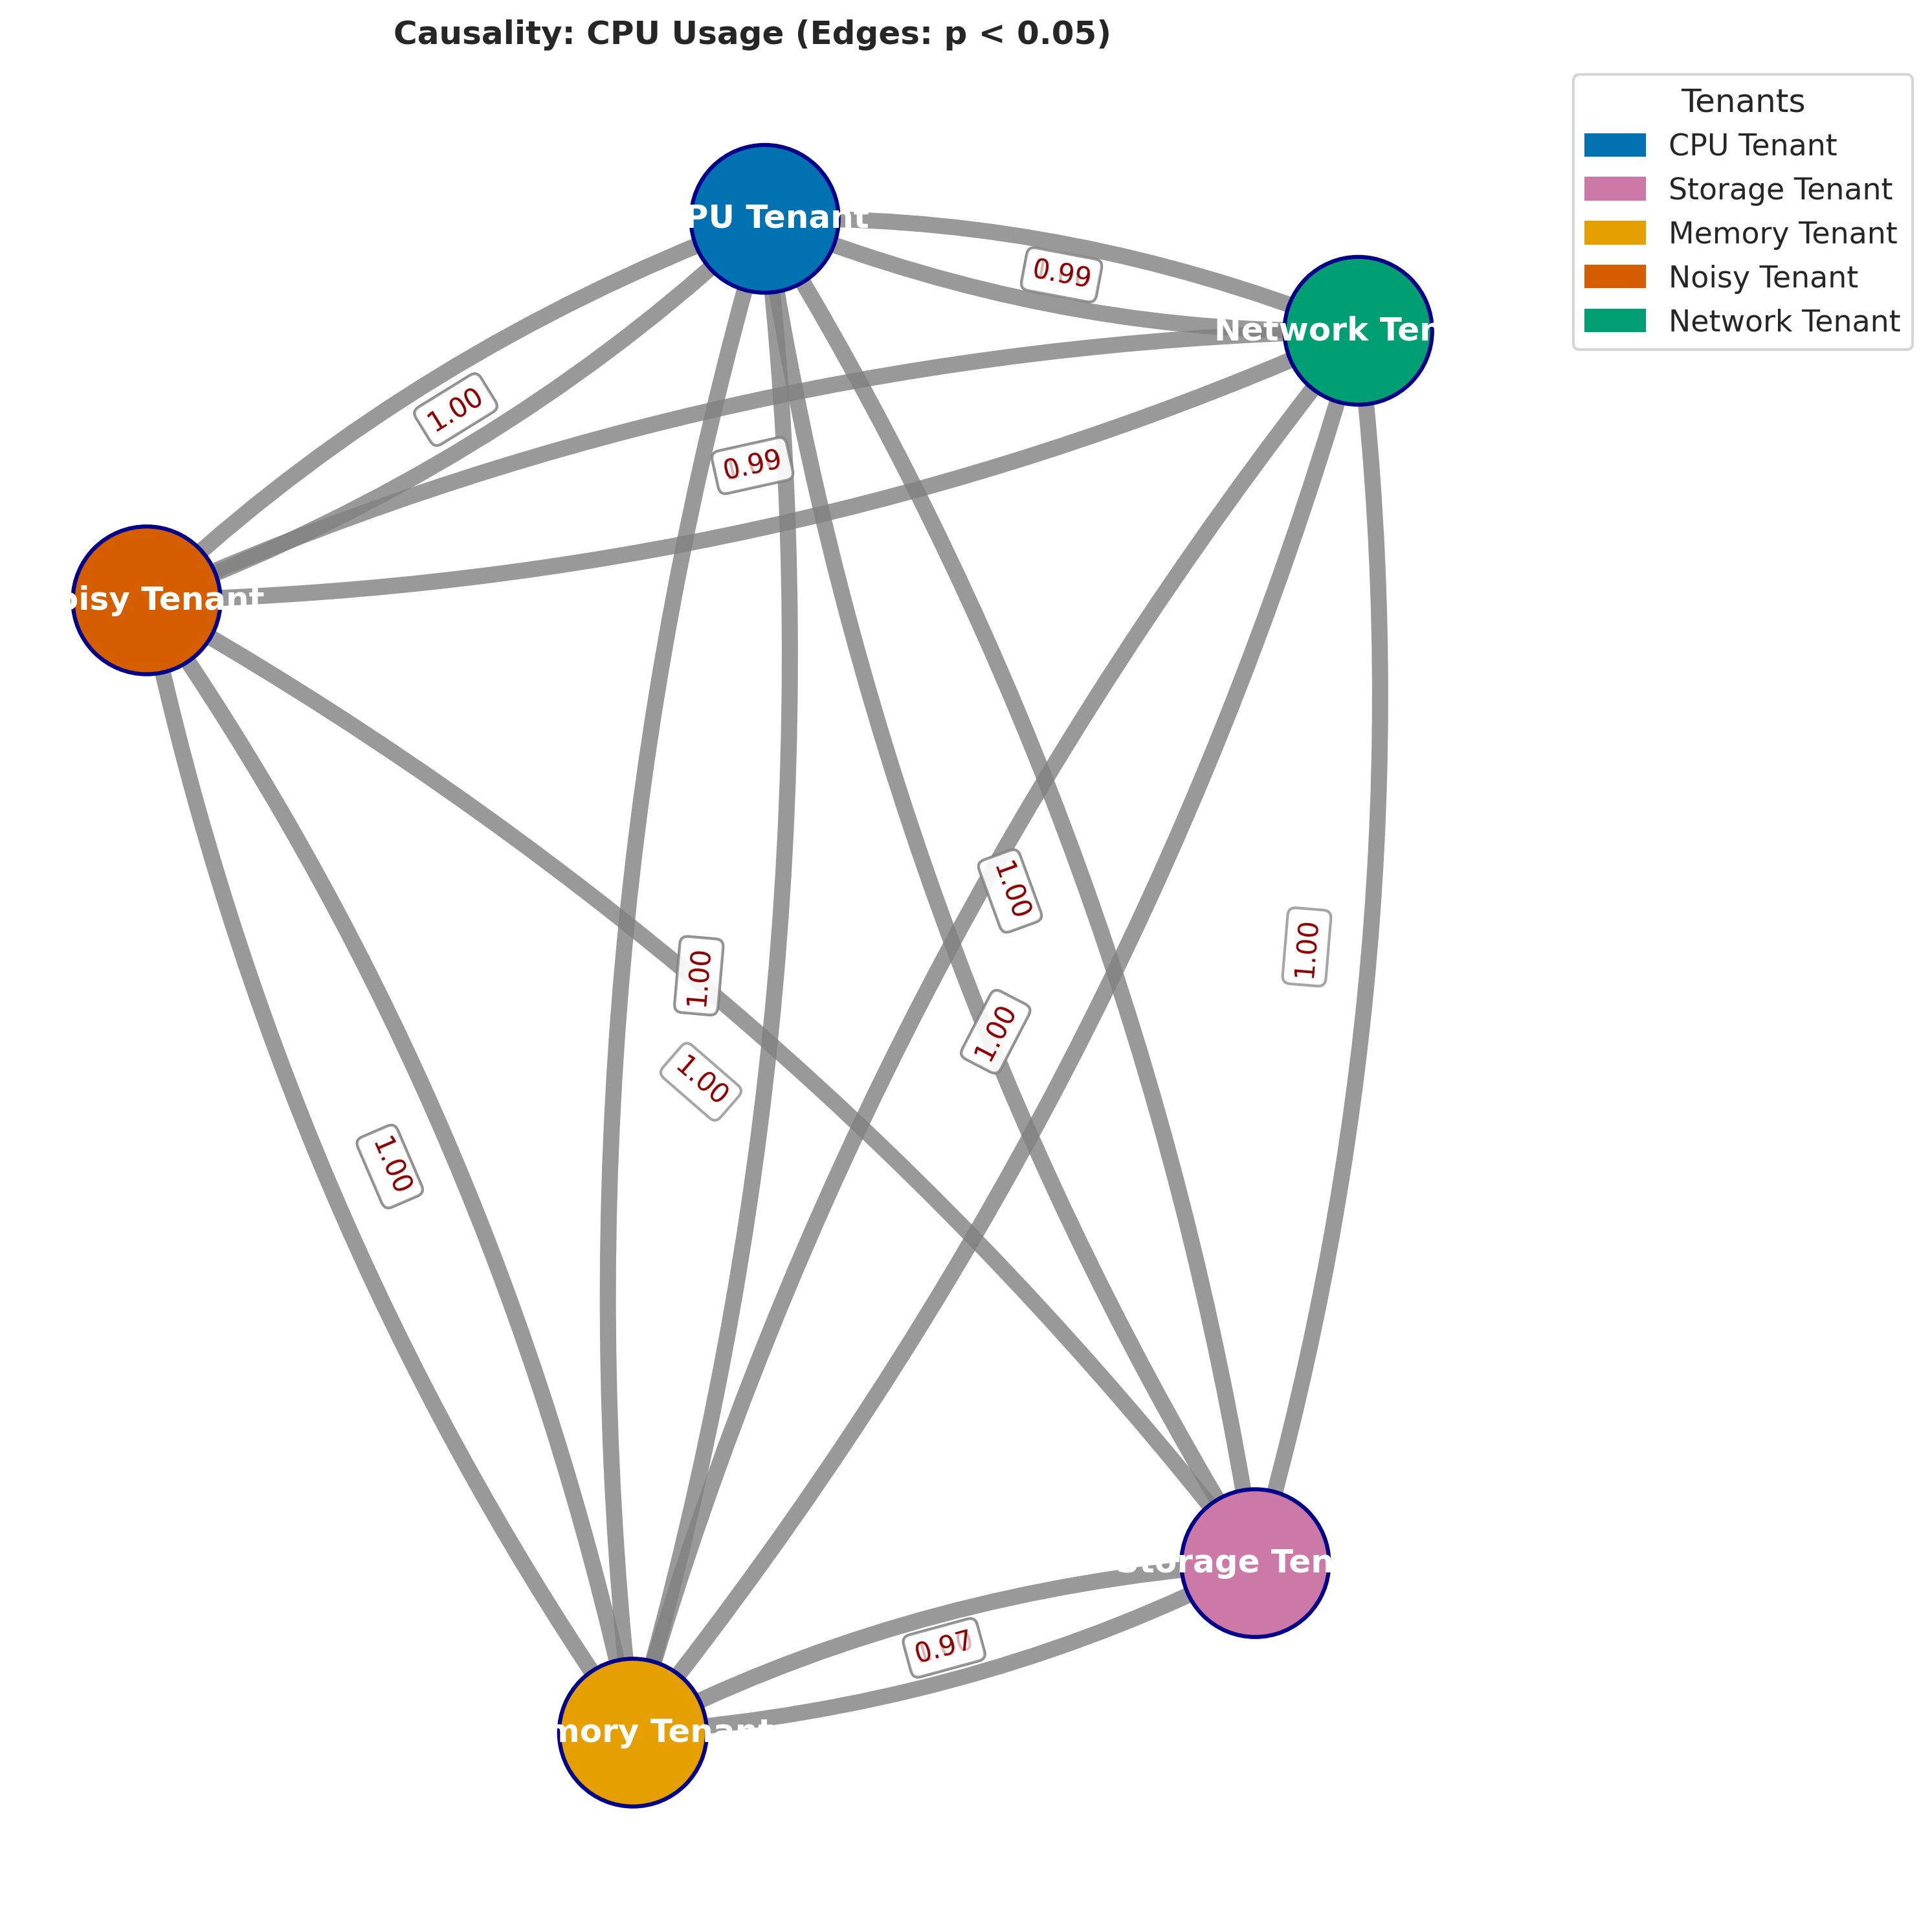 Causality: CPU Usage (Edges: p < 0.05)
Tenants
CPU Tenant
Storage Tenant
Memory Tenant
Noisy Tenant
Network Tenant
PU Tenant
0.99
Network Ten
1.00
0.99
oisy Tenant
1.00
1.00
1.00
1.00
1.00
1.00
torage Ten
0.97
mory Tenant